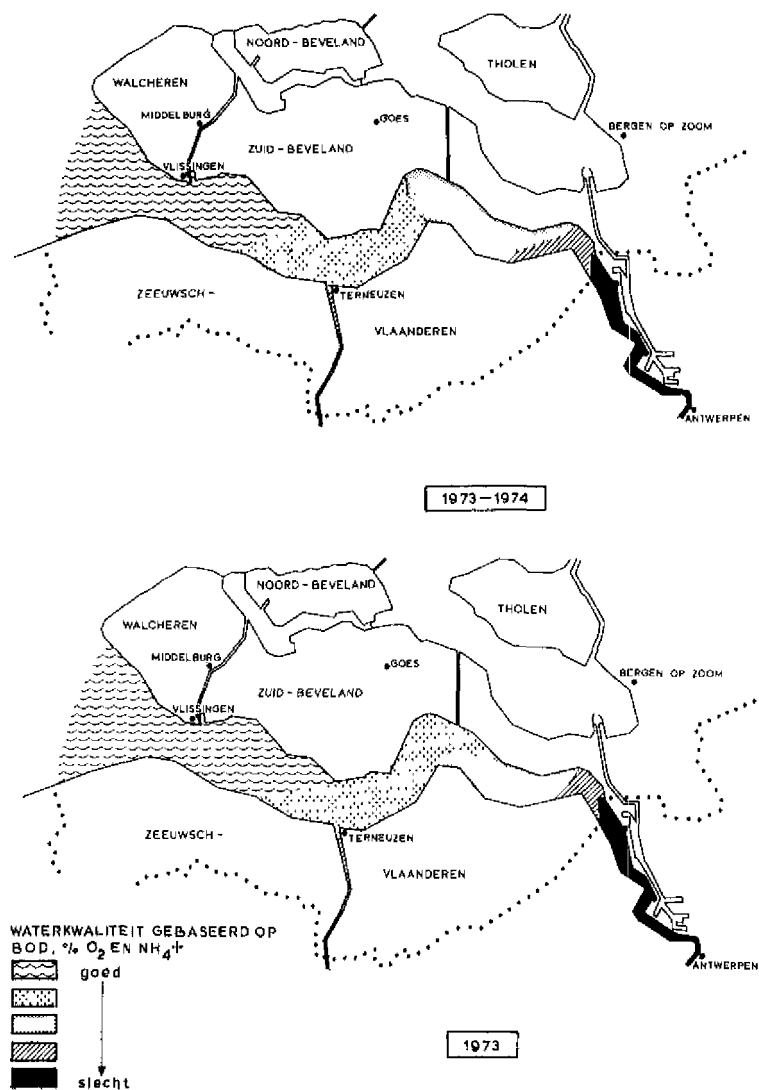 NOORD - BEVELAND
THOLEN
WALCHEREN
MIDDELBURG
GOES
BERGEN OP ZOOM
ZUID - BEVELAND
VLISSINGEN
ZEEUWSCH -
TERNEUZEN
VLAANDEREN
ANTWERPEN
1973 — 1974
NOORD - BEVELAND
THOLEN
WALCHEREN
MIDDELBURG
GOES
BERGEN OP ZOOM
ZUID - BEVELAND
VLISSINGEN
ZEEUWSCH -
TERNEUZEN
VLAANDEREN
WATERKWALITEIT GEBASEERD OP
BOD, % O2 EN NH4+
goed
ANTWERPEN
1973
slecht